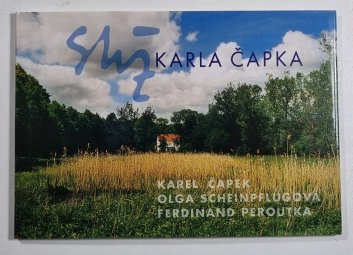 Strž KARLA ČAPKA
KAREL ČAPEK
OLGA SCHEINPFLUGOVÁ
FERDINAND PEROUTKA